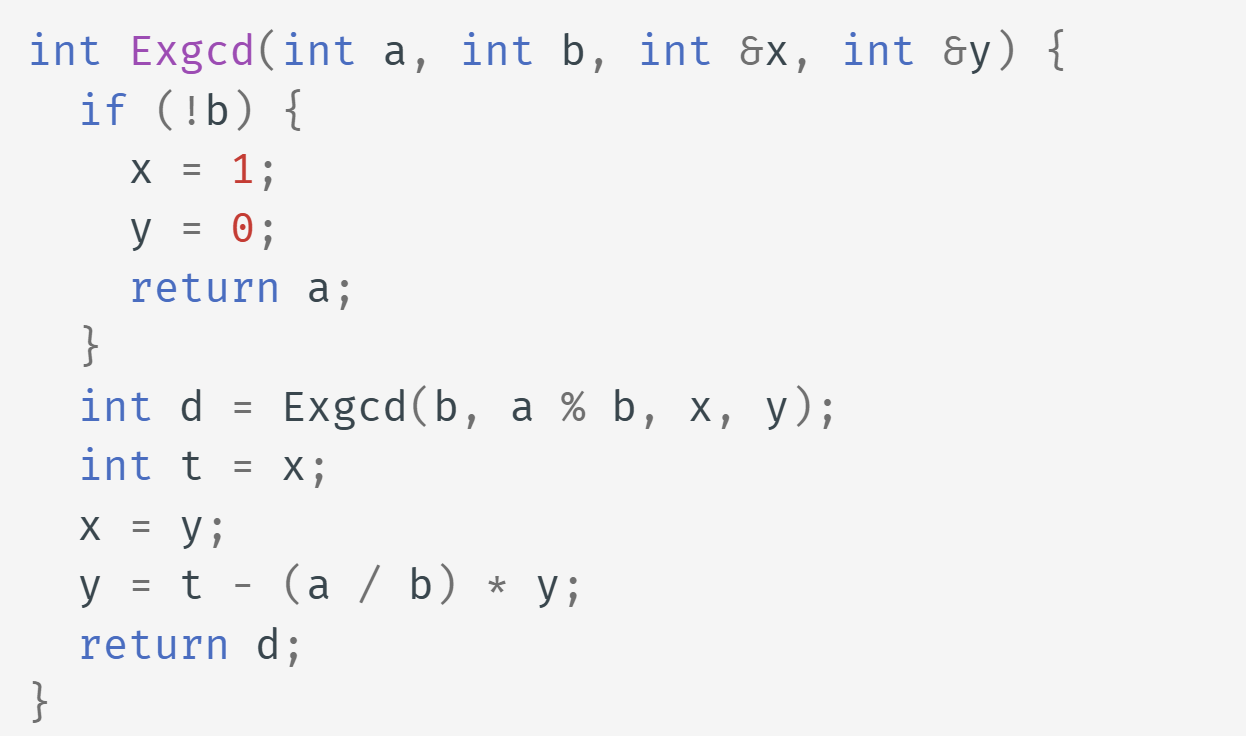 int Exgcd(int a, int b, int &x, int &y) {
  if (!b) {
    x = 1;
    y = 0;
    return a;
  }
  int d = Exgcd(b, a % b, x, y);
  int t = x;
  x = y;
  y = t - (a / b) * y;
  return d;
}